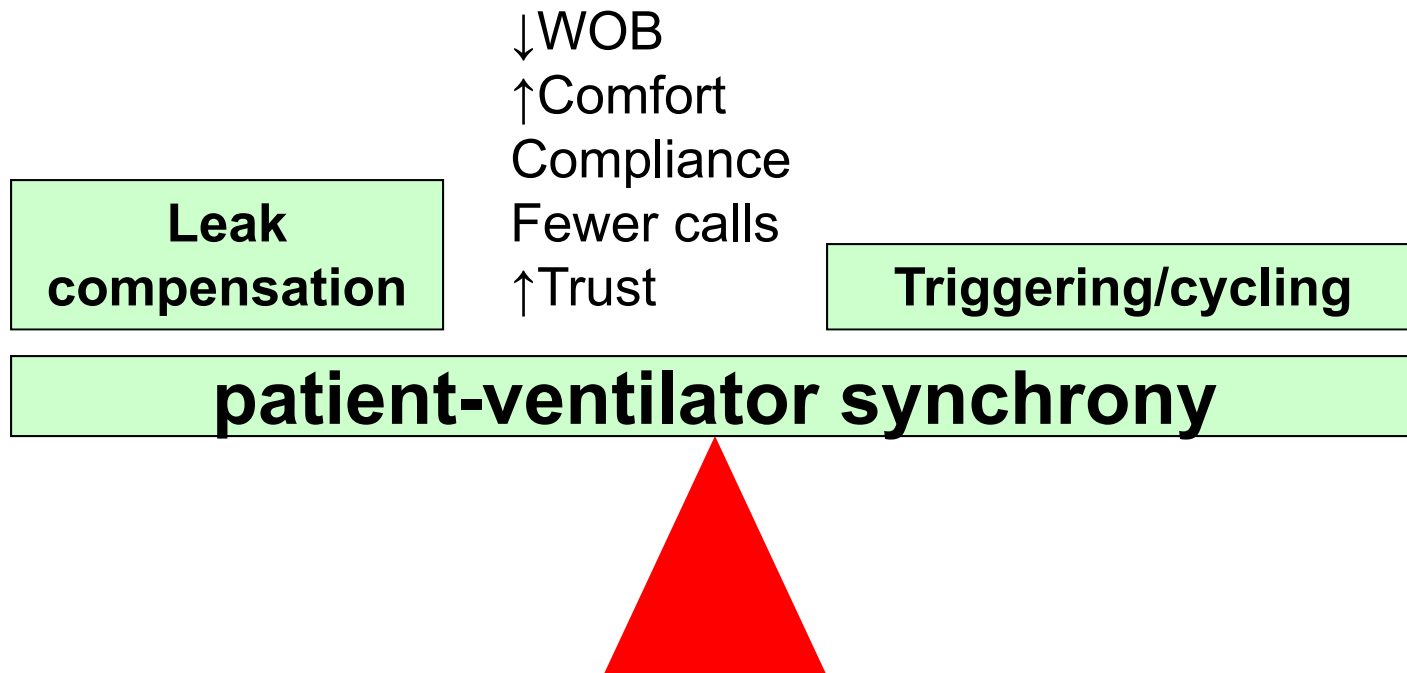 ↓WOB
↑Comfort
Compliance
Fewer calls
↑Trust
Leak
compensation
Triggering/cycling
patient-ventilator synchrony